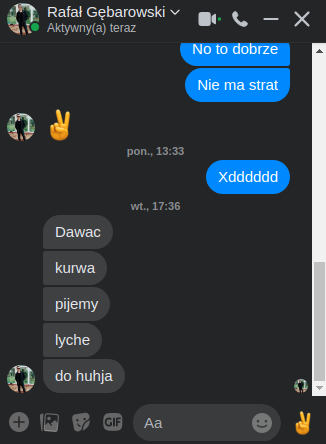 Rafał Gębarowski
Aktywny(a) teraz
No to dobrze
Nie ma strat
pon., 13:33
Xdddddd
wt., 17:36
Dawac
kurwa
pijemy
lyche
do huhja
GIF
Aa